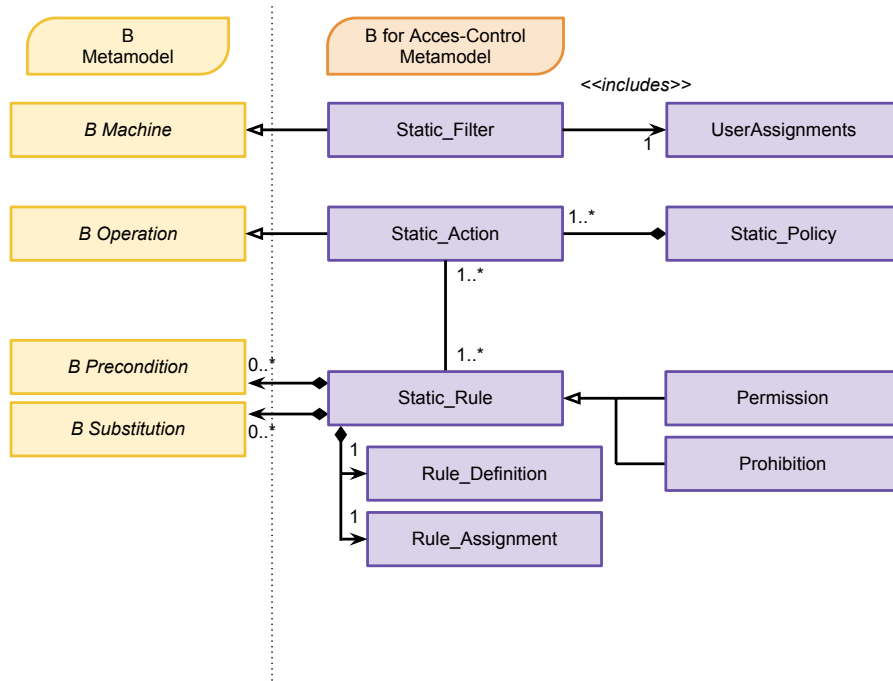 B
Metamodel
B for Acces-Control
Metamodel
<<includes>>
B Machine
Static_Filter
1
UserAssignments
B Operation
Static_Action
1..*
Static_Policy
1..*
1..*
B Precondition
0..*
Static_Rule
Permission
B Substitution
0..*
Prohibition
1
Rule_Definition
1
Rule_Assignment